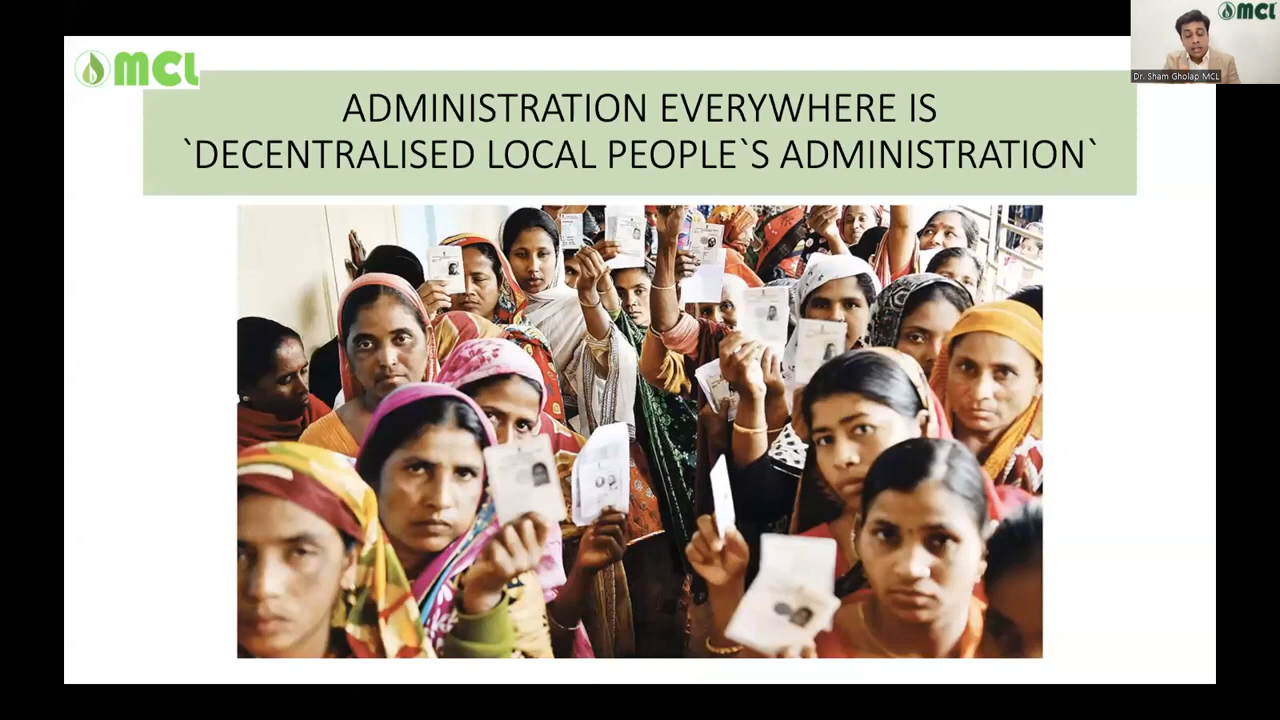 MCL
MCL
ADMINISTRATION EVERYWHERE IS
`DECENTRALISED LOCAL PEOPLE`S ADMINISTRATION`
Dr. Sham Gholap MCL